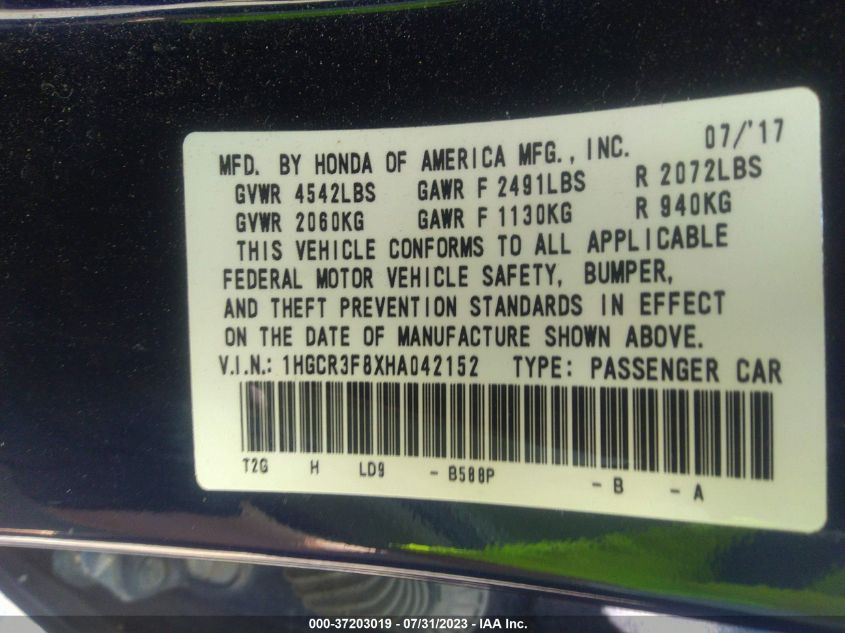 MFD. BY HONDA OF AMERICA MFG., INC. 07/'17
GVWR 4542LBS GAWR F 2491LBS R 2072LBS
GVWR 2060KG GAWR F 1130KG R 940KG
THIS VEHICLE CONFORMS TO ALL APPLICABLE
FEDERAL MOTOR VEHICLE SAFETY, BUMPER,
AND THEFT PREVENTION STANDARDS IN EFFECT
ON THE DATE OF MANUFACTURE SHOWN ABOVE.
V.I.N.: 1HGCR3F8XHA042152 TYPE: PASSENGER CAR
T2G H LD9 - B588P - B - A
000-37203019 - 07/31/2023 - IAA Inc.